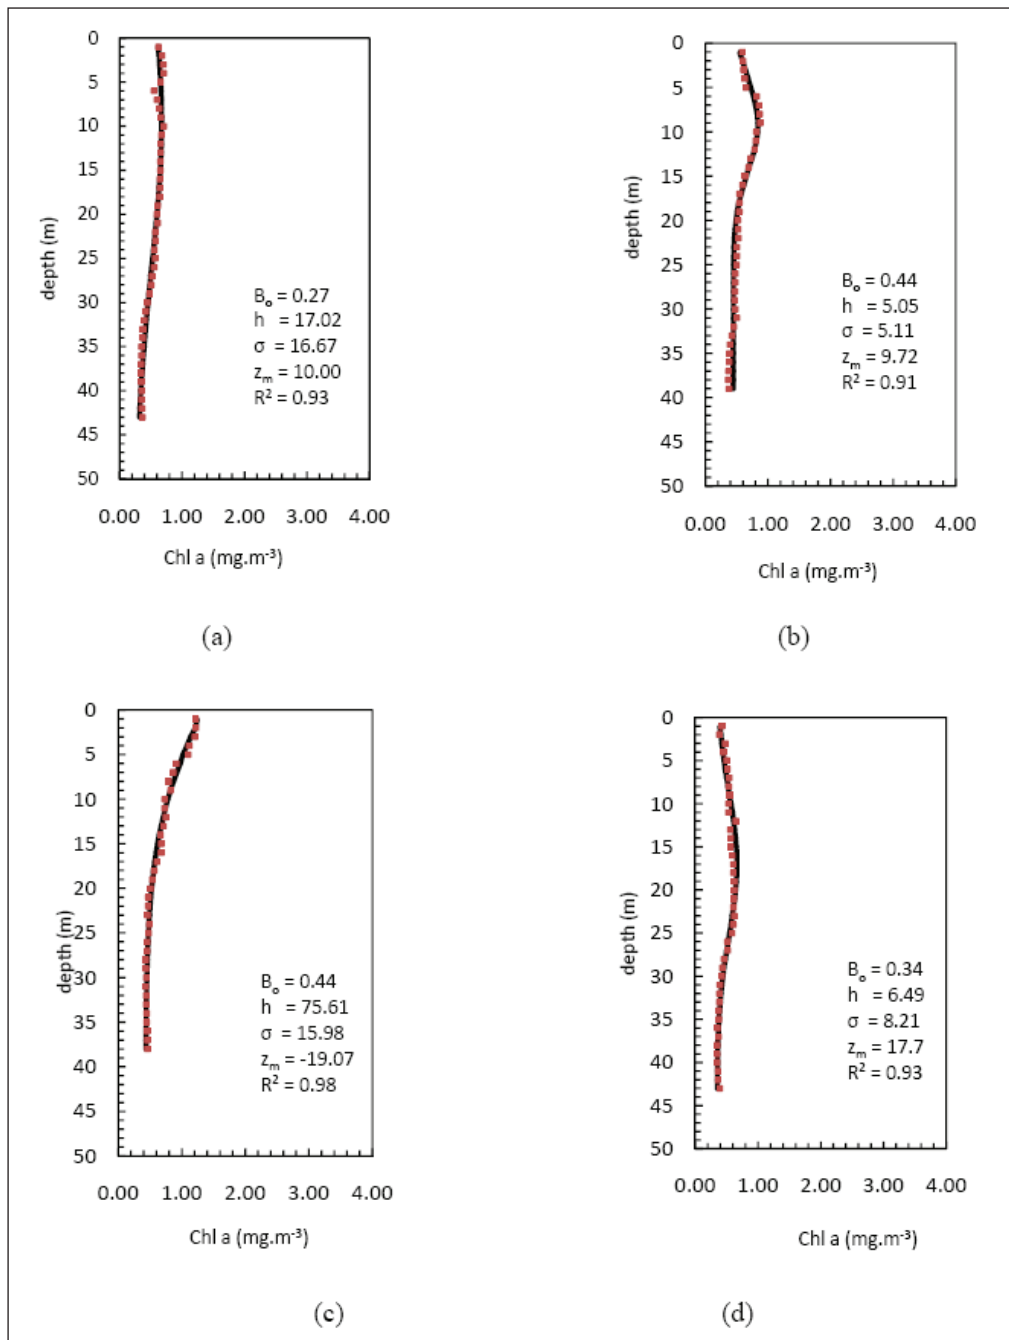 0
5
10
15
20
25
30
35
40
45
50
depth (m)
B₀ = 0.27
h = 17.02
σ = 16.67
zₘ = 10.00
R² = 0.93
0.00 1.00 2.00 3.00 4.00
Chl a (mg.m⁻³)
(a)
0
5
10
15
20
25
30
35
40
45
50
depth (m)
B₀ = 0.44
h = 5.05
σ = 5.11
zₘ = 9.72
R² = 0.91
0.00 1.00 2.00 3.00 4.00
Chl a (mg.m⁻³)
(b)
0
5
10
15
20
25
30
35
40
45
50
depth (m)
B₀ = 0.44
h = 75.61
σ = 15.98
zₘ = -19.07
R² = 0.98
0.00 1.00 2.00 3.00 4.00
Chl a (mg.m⁻³)
(c)
0
5
10
15
20
25
30
35
40
45
50
depth (m)
B₀ = 0.34
h = 6.49
σ = 8.21
zₘ = 17.7
R² = 0.93
0.00 1.00 2.00 3.00 4.00
Chl a (mg.m⁻³)
(d)